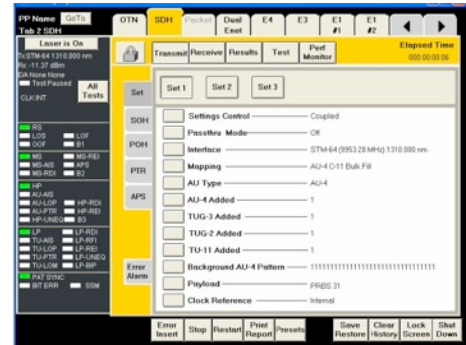 PP Name GoTo
Tab 2 SDH
OTN SDH Packet Dual Enet E4 E3 E1 #1 E1 #2
Laser is On
Tx:STM-64 1310.000 nm
Rx: -11.37 dBm
E/A None None
Test Paused
CLK:INT
All Tests
Transmit Receive Results Test Perf Monitor
Elapsed Time
000:00:00:06
Set
SOH
POH
PTR
APS
Error Alarm
Set 1 Set 2 Set 3
Settings Control Coupled
Passthru Mode Off
Interface STM-64 (9953.28 MHz) 1310.000 nm
Mapping AU-4 C-11 Bulk Fill
AU Type AU-4
AU-4 Added 1
TUG-3 Added 1
TUG-2 Added 1
TU-11 Added 1
Background AU-4 Pattern
Payload PRBS 31
Clock Reference Internal
RS
LOS LOF
OOF B1
MS MS-REI
MS-AIS APS
MS-RDI B2
HP
AU-AIS
AU-LOP HP-RDI
AU-PTR HP-REI
HP-UNEQ B3
LP LP-RDI
TU-AIS LP-RFI
TU-LOP LP-REI
TU-PTR LP-UNEQ
TU-LOM LP-BIP
PAT SYNC
BIT ERR SSM
Error Insert Stop Restart Print Report Presets Save Restore Clear History Lock Screen Shut Down